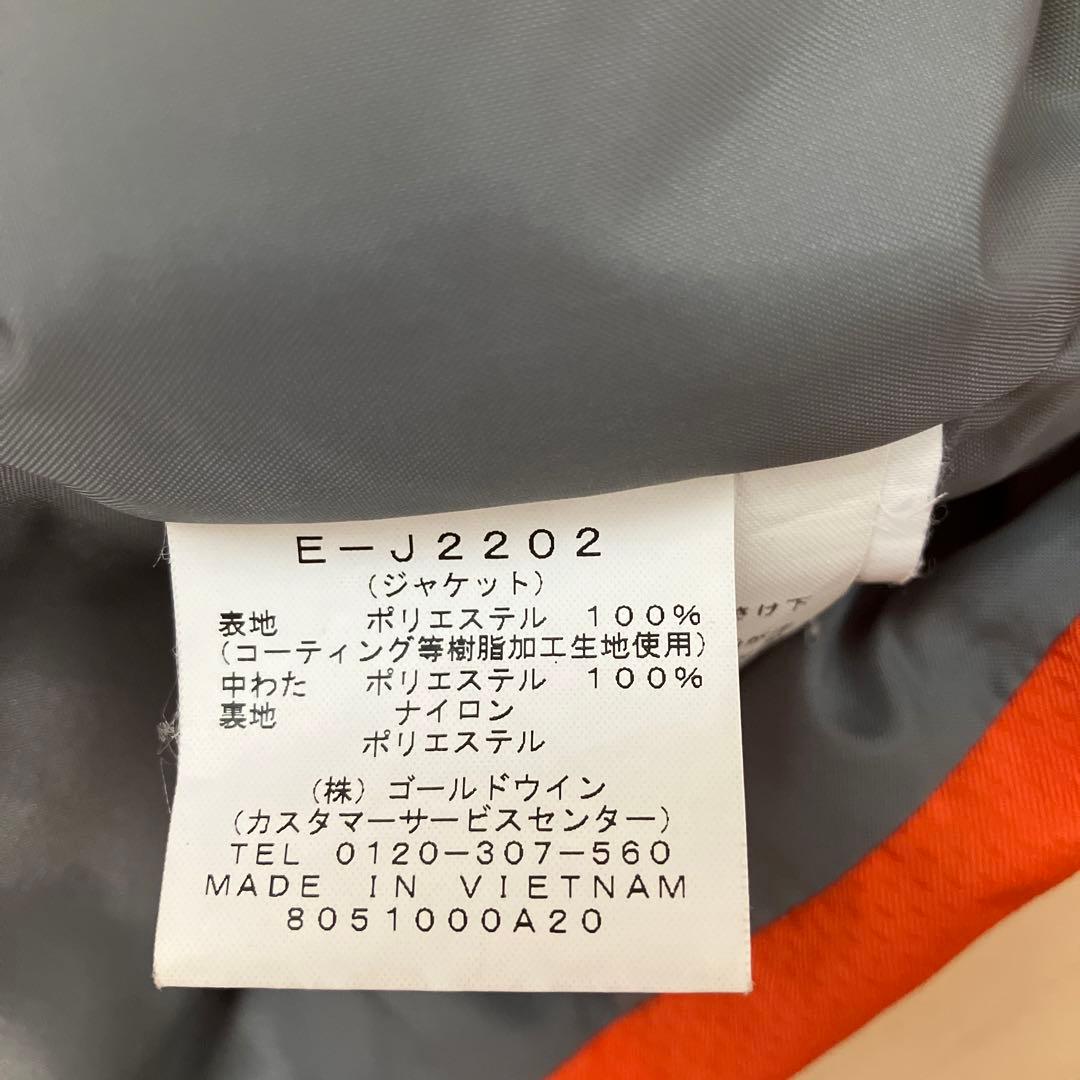 E-J2202
(ジャケット)
表地 ポリエステル 100%
(コーティング等樹脂加工生地使用)
中わた ポリエステル 100%
裏地 ナイロン
ポリエステル
(株)ゴールドウイン
(カスタマーサービスセンター)
TEL 0120-307-560
MADE IN VIETNAM
8051000A20
さけ下